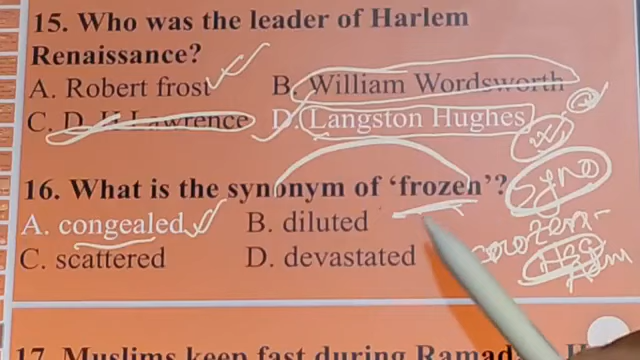 15. Who was the leader of Harlem
Renaissance?
A. Robert frost B. William Wordsworth
C. D. H Lawrence D. Langston Hughes
16. What is the synonym of ‘frozen’?
A. congealed B. diluted
C. scattered D. devastated
17. Muslims keep fast during Ramad